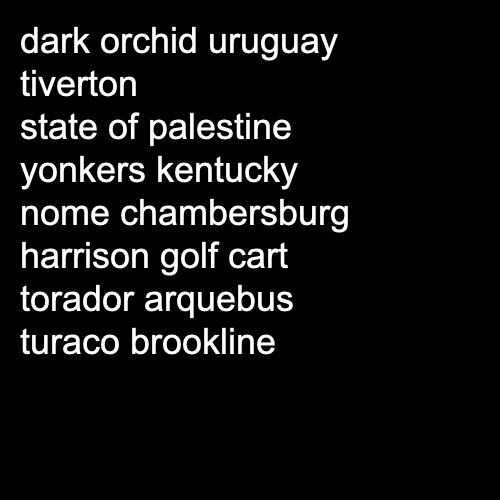 dark orchid uruguay
tiverton
state of palestine
yonkers kentucky
nome chambersburg
harrison golf cart
torador arquebus
turaco brookline